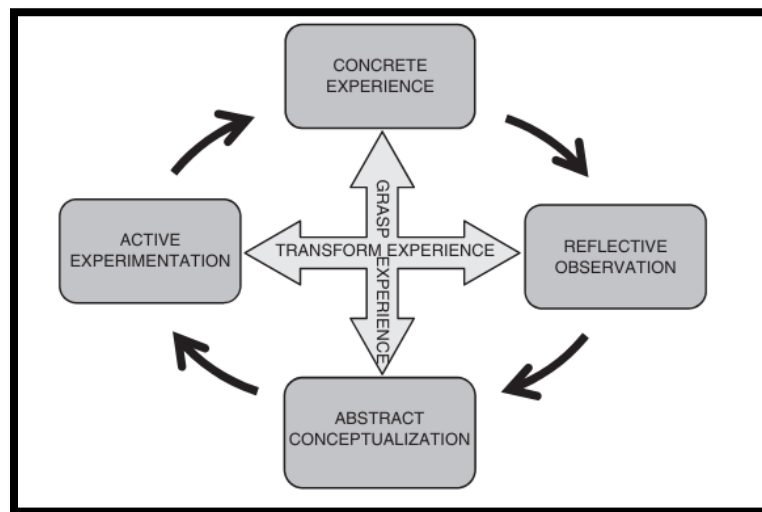 CONCRETE
EXPERIENCE
GRASP EXPERIENCE
ACTIVE
EXPERIMENTATION
TRANSFORM EXPERIENCE
REFLECTIVE
OBSERVATION
ABSTRACT
CONCEPTUALIZATION